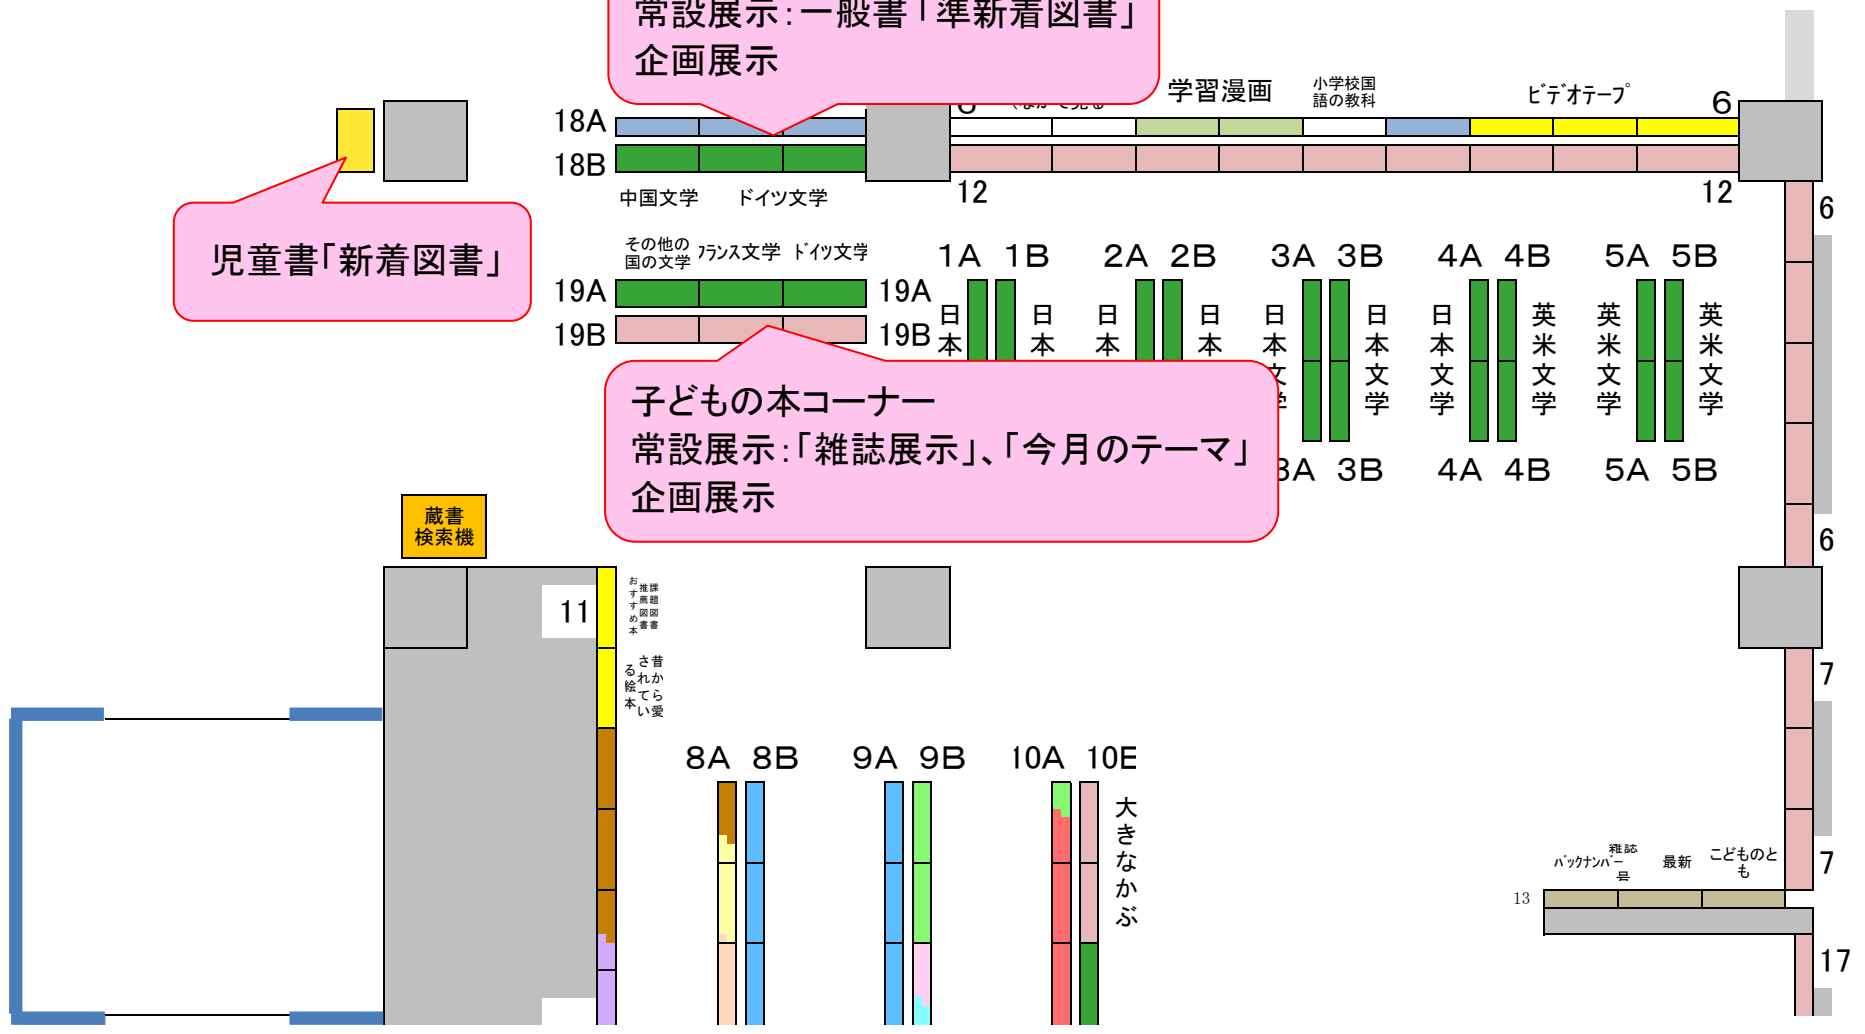 常設展示：一般書「準新着図書」
企画展示
学習漫画
小学校国
語の教科
ビデオテープ
6
18A
18B
中国文学
ドイツ文学
12
12
6
児童書「新着図書」
その他の
国の文学
フランス文学
ドイツ文学
19A
19A
19B
19B
1A
1B
2A
2B
3A
3B
4A
4B
5A
5B
日本
日本
日本
日本
日本文学
日本文学
日本文学
英米文学
英米文学
英米文学
子どもの本コーナー
常設展示：「雑誌展示」、「今月のテーマ」
企画展示
3A
3B
4A
4B
5A
5B
蔵書
検索機
6
11
課題図書
推薦図書
おすすめ本
昔から愛
されてい
る絵本
7
8A
8B
9A
9B
10A
大きなかぶ
バックナンバー
雑誌
最新
号
こどものと
も
7
13
17